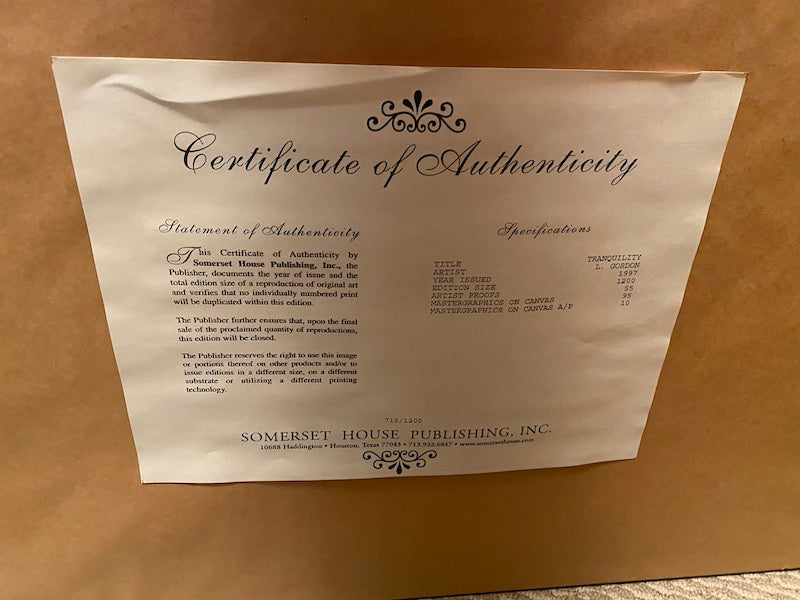 Certificate of Authenticity
Statement of Authenticity
This Certificate of Authenticity by
Somerset House Publishing, Inc., the
Publisher, documents the year of issue and the
total edition size of a reproduction of original art
and verifies that no individually numbered print
will be duplicated within this edition.
The Publisher further ensures that, upon the final
sale of the proclaimed quantity of reproductions,
this edition will be closed.
The Publisher reserves the right to use this image
or portions thereof on other products and/or to
issue editions in a different size, on a different
substrate or utilizing a different printing
technology.
Specifications
TITLE TRANQUILITY
ARTIST L. GORDON
YEAR ISSUED 1997
EDITION SIZE 1200
ARTIST PROOFS 55
MASTERGRAPHICS ON CANVAS 95
MASTERGRAPHICS ON CANVAS A/P 10
715/1200
SOMERSET HOUSE PUBLISHING, INC.
10688 Haddington • Houston, Texas 77043 • 713.932.6847 • www.somersethouse.com